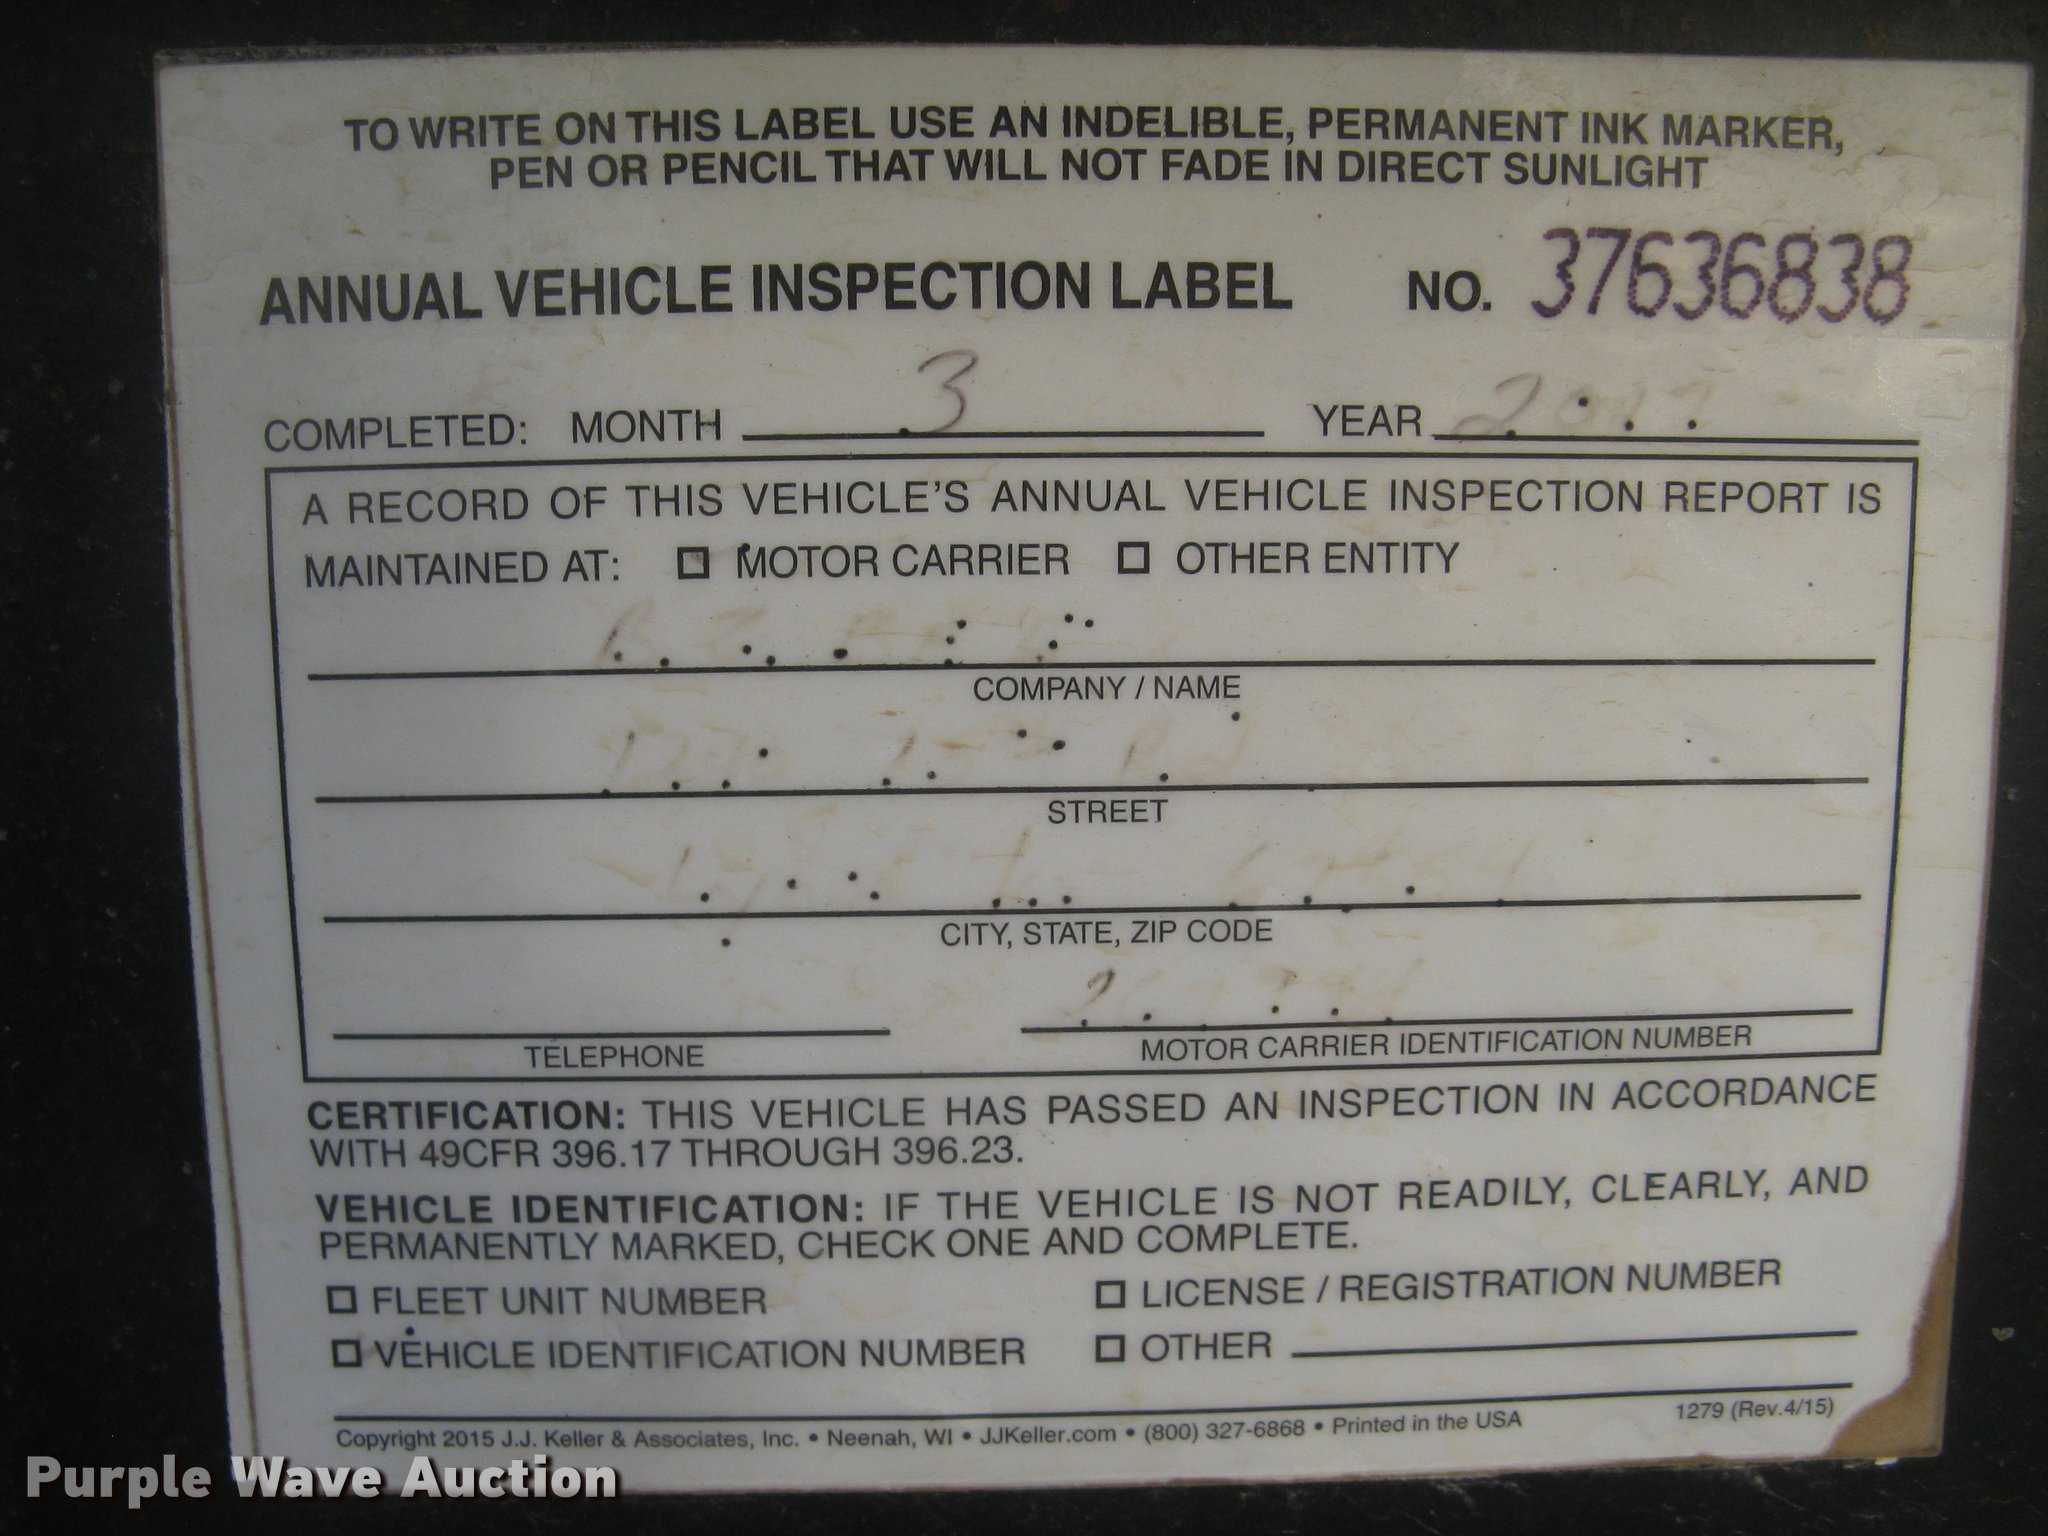 TO WRITE ON THIS LABEL USE AN INDELIBLE, PERMANENT INK MARKER,
PEN OR PENCIL THAT WILL NOT FADE IN DIRECT SUNLIGHT
ANNUAL VEHICLE INSPECTION LABEL NO. 37636838
COMPLETED: MONTH 3 YEAR 2017
A RECORD OF THIS VEHICLE'S ANNUAL VEHICLE INSPECTION REPORT IS
MAINTAINED AT: MOTOR CARRIER OTHER ENTITY
COMPANY / NAME
STREET
CITY, STATE, ZIP CODE
TELEPHONE MOTOR CARRIER IDENTIFICATION NUMBER
CERTIFICATION: THIS VEHICLE HAS PASSED AN INSPECTION IN ACCORDANCE
WITH 49CFR 396.17 THROUGH 396.23.
VEHICLE IDENTIFICATION: IF THE VEHICLE IS NOT READILY, CLEARLY, AND
PERMANENTLY MARKED, CHECK ONE AND COMPLETE.
FLEET UNIT NUMBER LICENSE / REGISTRATION NUMBER
VEHICLE IDENTIFICATION NUMBER OTHER
Copyright 2015 J.J. Keller & Associates, Inc. • Neenah, WI • JJKeller.com • (800) 327-6868 • Printed in the USA 1279 (Rev.4/15)
Purple Wave Auction